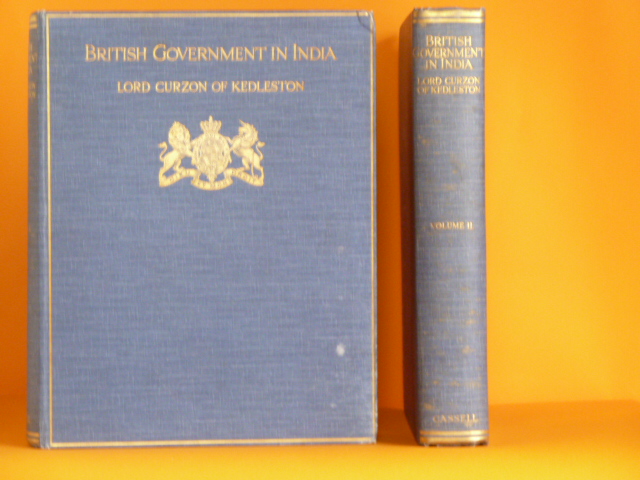 BRITISH GOVERNMENT IN INDIA
LORD CURZON OF KEDLESTON
BRITISH
GOVERNMENT
IN INDIA
LORD CURZON
OF KEDLESTON
VOLUME II
CASSELL